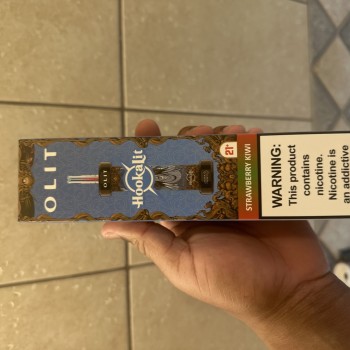 OLIT
OLIT
Hookalit
21+
STRAWBERRY KIWI
WARNING:
This product
contains
nicotine.
Nicotine is
an addictive